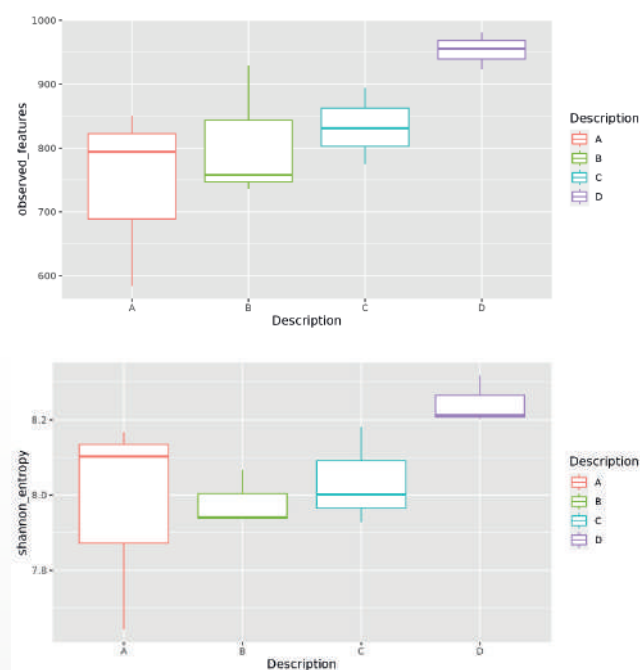 1000
900
800
700
600
observed_features
A
B
C
D
Description
Description
A
B
C
D
8.2
8.0
7.8
shannon_entropy
A
B
C
D
Description
Description
A
B
C
D